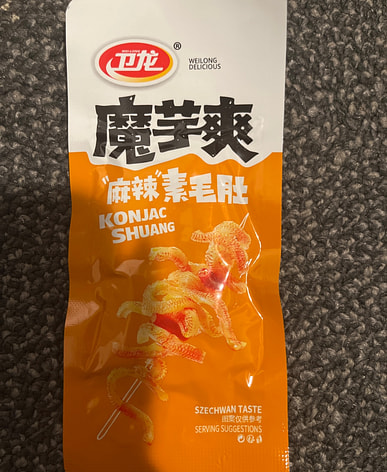 卫龙®
WEILONG
DELICIOUS
魔芋爽
"麻辣"素毛肚
KONJAC
SHUANG
SZECHWAN TASTE
图案仅供参考
SERVING SUGGESTIONS